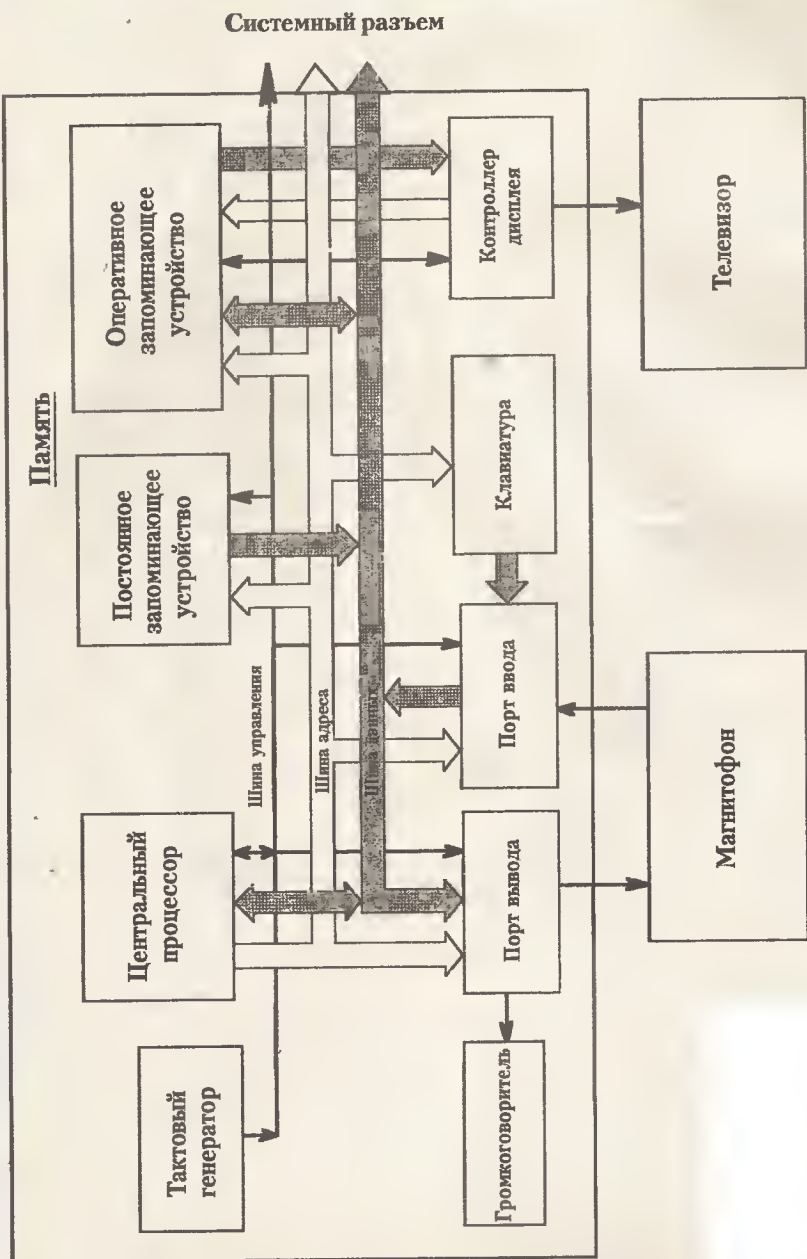 Системный разъем
Память
Тактовый
генератор
Центральный
процессор
Постоянное
запоминающее
устройство
Оперативное
запоминающее
устройство
Шина управления
Шина адреса
Шина данных
Громкоговоритель
Порт вывода
Порт ввода
Клавиатура
Контроллер
дисплея
Магнитофон
Телевизор